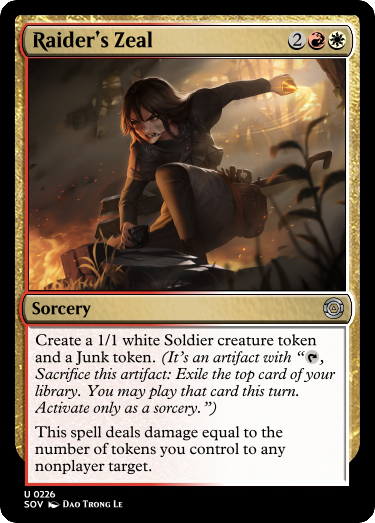 Raider's Zeal 2
Sorcery
Create a 1/1 white Soldier creature token
and a Junk token. (It's an artifact with “,
Sacrifice this artifact: Exile the top card of your
library. You may play that card this turn.
Activate only as a sorcery.”)
This spell deals damage equal to the
number of tokens you control to any
nonplayer target.
U 0226
SOV Dao Trong Le